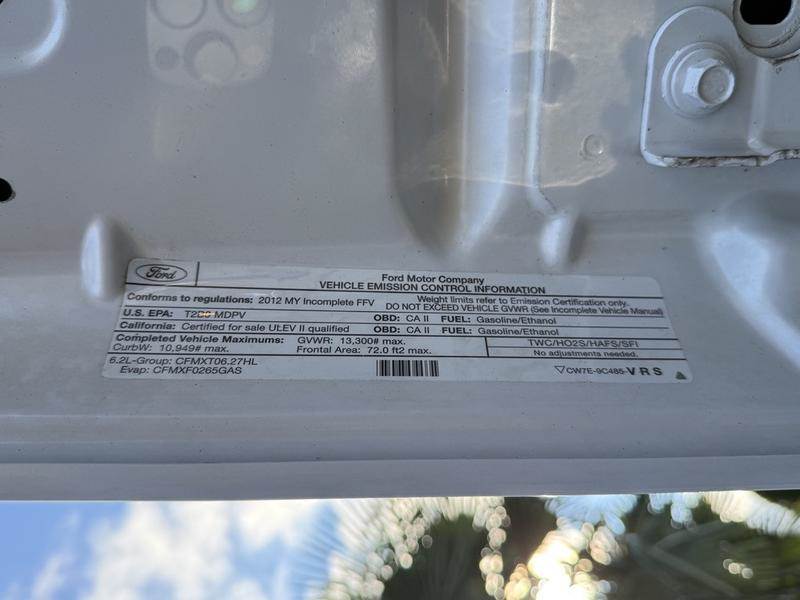 Ford
Ford Motor Company
VEHICLE EMISSION CONTROL INFORMATION
Conforms to regulations: 2012 MY Incomplete FFV
Weight limits refer to Emission Certification only.
DO NOT EXCEED VEHICLE GVWR (See Incomplete Vehicle Manual)
U.S. EPA: T2B8 MDPV OBD: CA II FUEL: Gasoline/Ethanol
California: Certified for sale ULEV II qualified OBD: CA II FUEL: Gasoline/Ethanol
Completed Vehicle Maximums: GVWR: 13,300# max.
CurbW: 10,949# max. Frontal Area: 72.0 ft2 max.
TWC/HO2S/HAFS/SFI
No adjustments needed.
6.2L-Group: CFMXT06.27HL
Evap: CFMXF0265GAS
▽CW7E-9C485-VRS